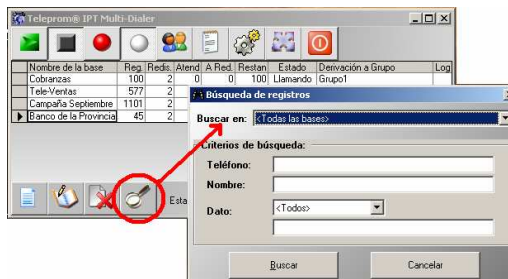 Teleprom® IPT Multi-Dialer
Nombre de la base Reg. Redis. Atend A Red. Restan Estado Derivación a Grupo Log
Cobranzas 100 2 0 0 100 Llamando Grupo1
Tele-Ventas 577 2
Campaña Septiembre 1101 2
Banco de la Provincia 45 2
Búsqueda de registros
Buscar en: <Todas las bases>
Criterios de búsqueda:
Teléfono:
Nombre:
Dato: <Todos>
Esta
Buscar Cancelar